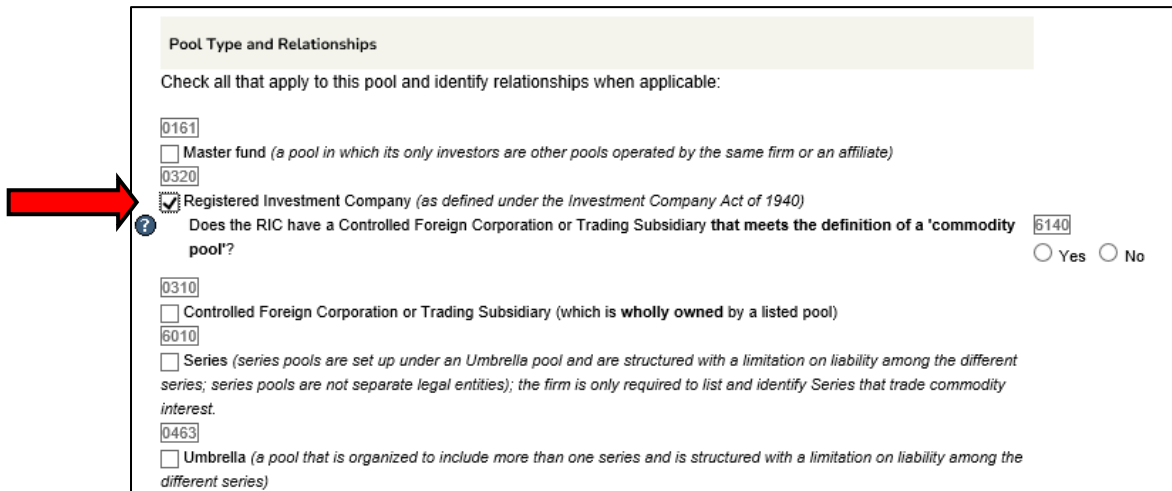 Pool Type and Relationships
Check all that apply to this pool and identify relationships when applicable:
0161
Master fund (a pool in which its only investors are other pools operated by the same firm or an affiliate)
0320
Registered Investment Company (as defined under the Investment Company Act of 1940)
? Does the RIC have a Controlled Foreign Corporation or Trading Subsidiary that meets the definition of a 'commodity 6140
pool'? Yes No
0310
Controlled Foreign Corporation or Trading Subsidiary (which is wholly owned by a listed pool)
6010
Series (series pools are set up under an Umbrella pool and are structured with a limitation on liability among the different
series; series pools are not separate legal entities); the firm is only required to list and identify Series that trade commodity
interest.
0463
Umbrella (a pool that is organized to include more than one series and is structured with a limitation on liability among the
different series)